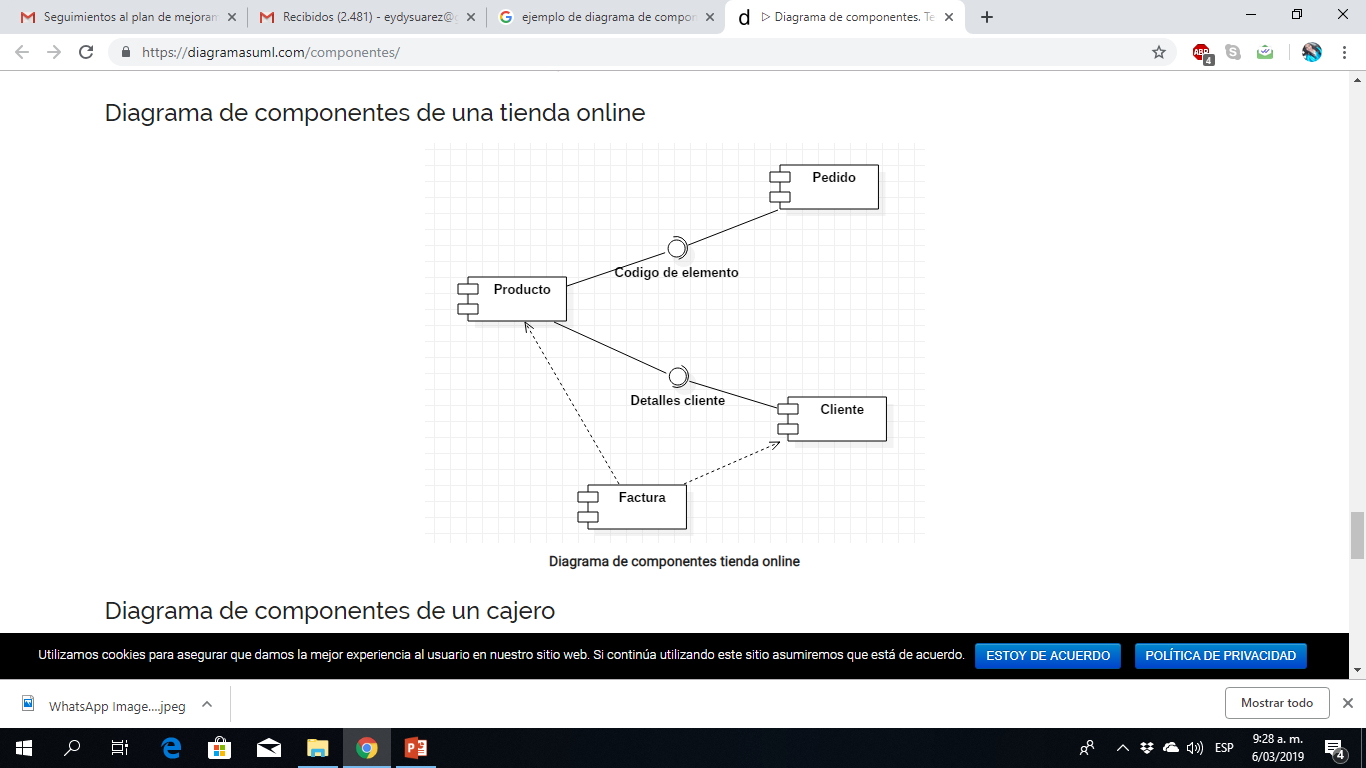 Seguimientos al plan de mejoram
Recibidos (2.481) - eydysuarez@g
ejemplo de diagrama de compon
▷ Diagrama de componentes. Te
https://diagramasuml.com/componentes/
ABP
4
Diagrama de componentes de una tienda online
Pedido
Codigo de elemento
Producto
Detalles cliente
Cliente
Factura
Diagrama de componentes tienda online
Diagrama de componentes de un cajero
Utilizamos cookies para asegurar que damos la mejor experiencia al usuario en nuestro sitio web. Si continúa utilizando este sitio asumiremos que está de acuerdo.
ESTOY DE ACUERDO
POLÍTICA DE PRIVACIDAD
WhatsApp Image....jpeg
Mostrar todo
ESP
9:28 a. m.
6/03/2019
4